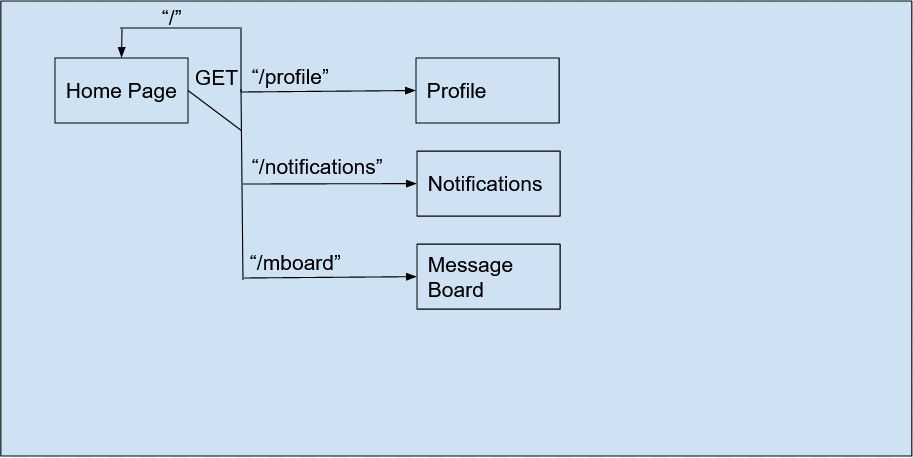 “/”
Home Page
GET
“/profile”
Profile
“/notifications”
Notifications
“/mboard”
Message
Board